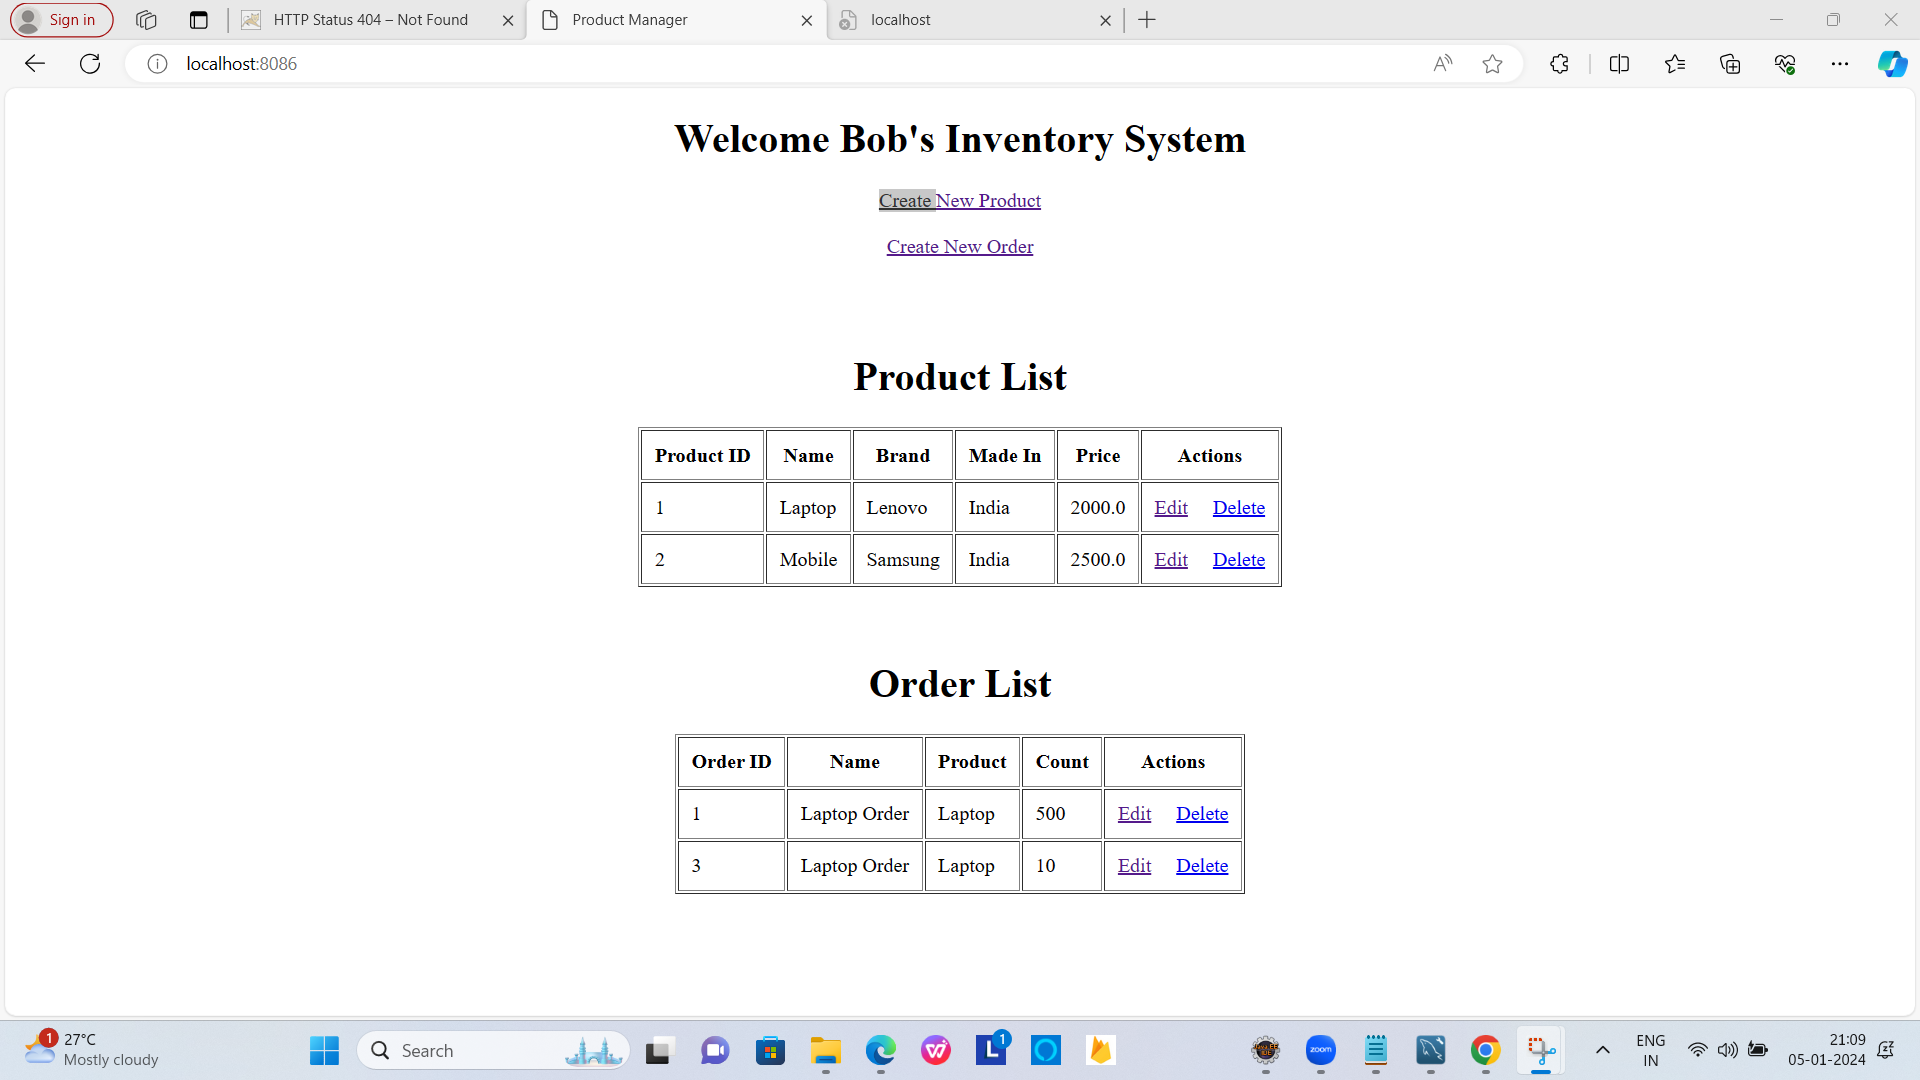 Sign in
HTTP Status 404 – Not Found
Product Manager
localhost
localhost:8086
Welcome Bob's Inventory System
Create New Product
Create New Order
Product List
Product ID Name Brand Made In Price Actions
1 Laptop Lenovo India 2000.0 Edit Delete
2 Mobile Samsung India 2500.0 Edit Delete
Order List
Order ID Name Product Count Actions
1 Laptop Order Laptop 500 Edit Delete
3 Laptop Order Laptop 10 Edit Delete
1
27°C
Mostly cloudy
Search
L
1
zoom
ENG
IN
21:09
05-01-2024